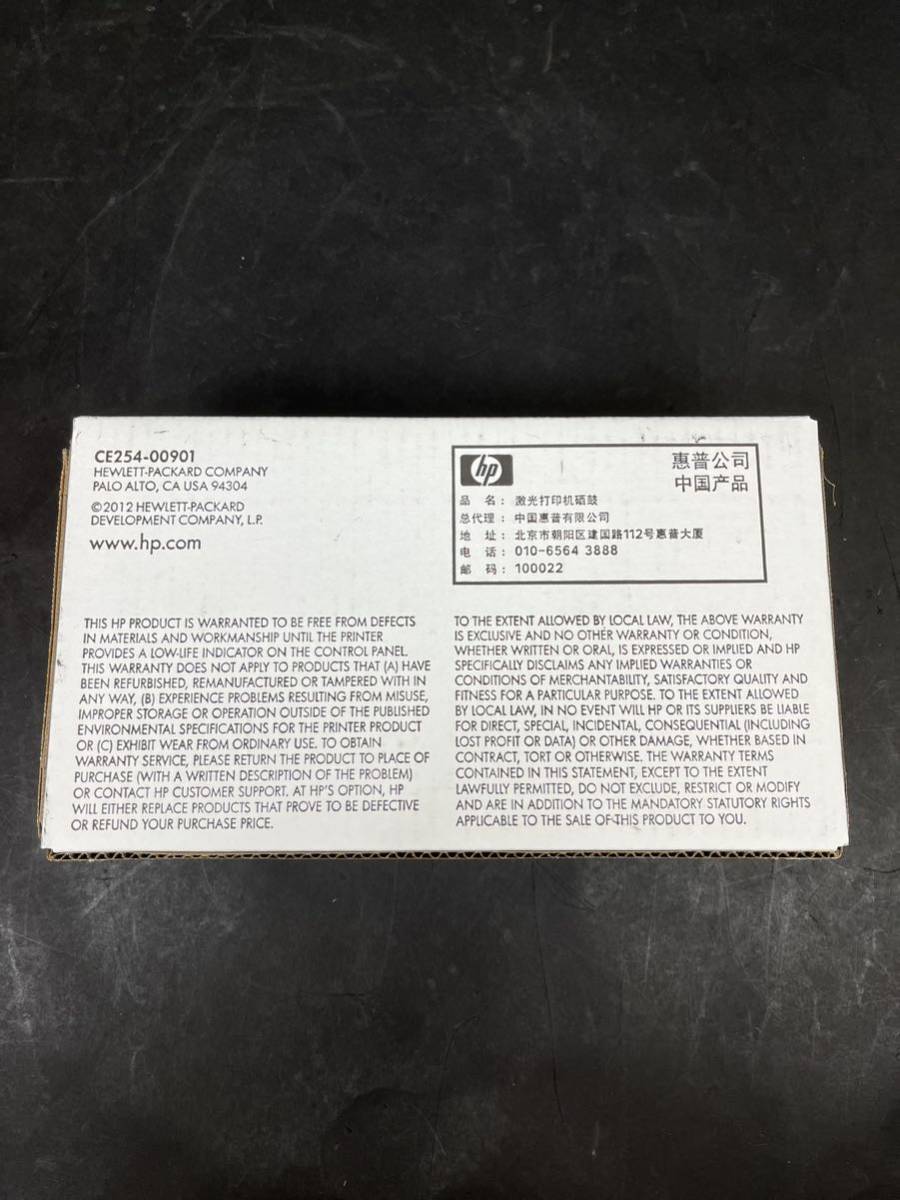 CE254-00901
HEWLETT-PACKARD COMPANY
PALO ALTO, CA USA 94304
©2012 HEWLETT-PACKARD
DEVELOPMENT COMPANY, L.P.
www.hp.com
hp
惠普公司
中国产品
品 名: 激光打印机硒鼓
总代理: 中国惠普有限公司
地 址: 北京市朝阳区建国路112号惠普大厦
电 话: 010-6564 3888
邮 码: 100022
THIS HP PRODUCT IS WARRANTED TO BE FREE FROM DEFECTS
IN MATERIALS AND WORKMANSHIP UNTIL THE PRINTER
PROVIDES A LOW-LIFE INDICATOR ON THE CONTROL PANEL.
THIS WARRANTY DOES NOT APPLY TO PRODUCTS THAT (A) HAVE
BEEN REFURBISHED, REMANUFACTURED OR TAMPERED WITH IN
ANY WAY, (B) EXPERIENCE PROBLEMS RESULTING FROM MISUSE,
IMPROPER STORAGE OR OPERATION OUTSIDE OF THE PUBLISHED
ENVIRONMENTAL SPECIFICATIONS FOR THE PRINTER PRODUCT
OR (C) EXHIBIT WEAR FROM ORDINARY USE. TO OBTAIN
WARRANTY SERVICE, PLEASE RETURN THE PRODUCT TO PLACE OF
PURCHASE (WITH A WRITTEN DESCRIPTION OF THE PROBLEM)
OR CONTACT HP CUSTOMER SUPPORT. AT HP'S OPTION, HP
WILL EITHER REPLACE PRODUCTS THAT PROVE TO BE DEFECTIVE
OR REFUND YOUR PURCHASE PRICE.
TO THE EXTENT ALLOWED BY LOCAL LAW, THE ABOVE WARRANTY
IS EXCLUSIVE AND NO OTHER WARRANTY OR CONDITION,
WHETHER WRITTEN OR ORAL, IS EXPRESSED OR IMPLIED AND HP
SPECIFICALLY DISCLAIMS ANY IMPLIED WARRANTIES OR
CONDITIONS OF MERCHANTABILITY, SATISFACTORY QUALITY AND
FITNESS FOR A PARTICULAR PURPOSE. TO THE EXTENT ALLOWED
BY LOCAL LAW, IN NO EVENT WILL HP OR ITS SUPPLIERS BE LIABLE
FOR DIRECT, SPECIAL, INCIDENTAL, CONSEQUENTIAL (INCLUDING
LOST PROFIT OR DATA) OR OTHER DAMAGE, WHETHER BASED IN
CONTRACT, TORT OR OTHERWISE. THE WARRANTY TERMS
CONTAINED IN THIS STATEMENT, EXCEPT TO THE EXTENT
LAWFULLY PERMITTED, DO NOT EXCLUDE, RESTRICT OR MODIFY
AND ARE IN ADDITION TO THE MANDATORY STATUTORY RIGHTS
APPLICABLE TO THE SALE OF THIS PRODUCT TO YOU.